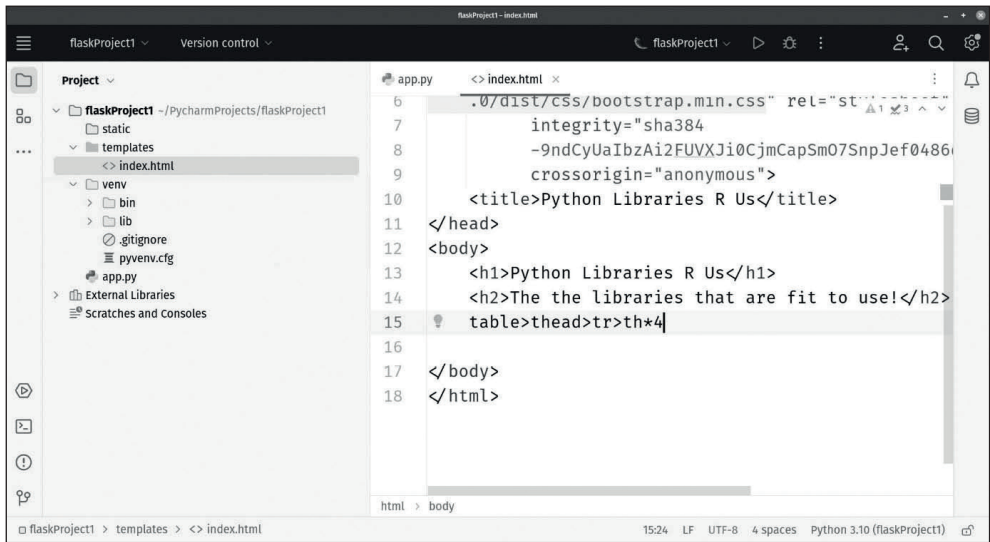 flaskProject1 – index.html
flaskProject1
Version control
flaskProject1
Project
flaskProject1 ~/PycharmProjects/flaskProject1
static
templates
<> index.html
venv
bin
lib
.gitignore
pyvenv.cfg
app.py
External Libraries
Scratches and Consoles
app.py
<> index.html
1 3
6 .0/dist/css/bootstrap.min.css"
7 integrity="sha384
8 -9ndCyUaIbzAi2FUVXJi0CjmCapSmO7SnpJef0486
9 crossorigin="anonymous">
10 <title>Python Libraries R Us</title>
11 </head>
12 <body>
13 <h1>Python Libraries R Us</h1>
14 <h2>The the libraries that are fit to use!</h2>
15 table>thead>tr>th*4
16
17 </body>
18 </html>
html > body
flaskProject1 > templates > <> index.html
15:24 LF UTF-8 4 spaces Python 3.10 (flaskProject1)